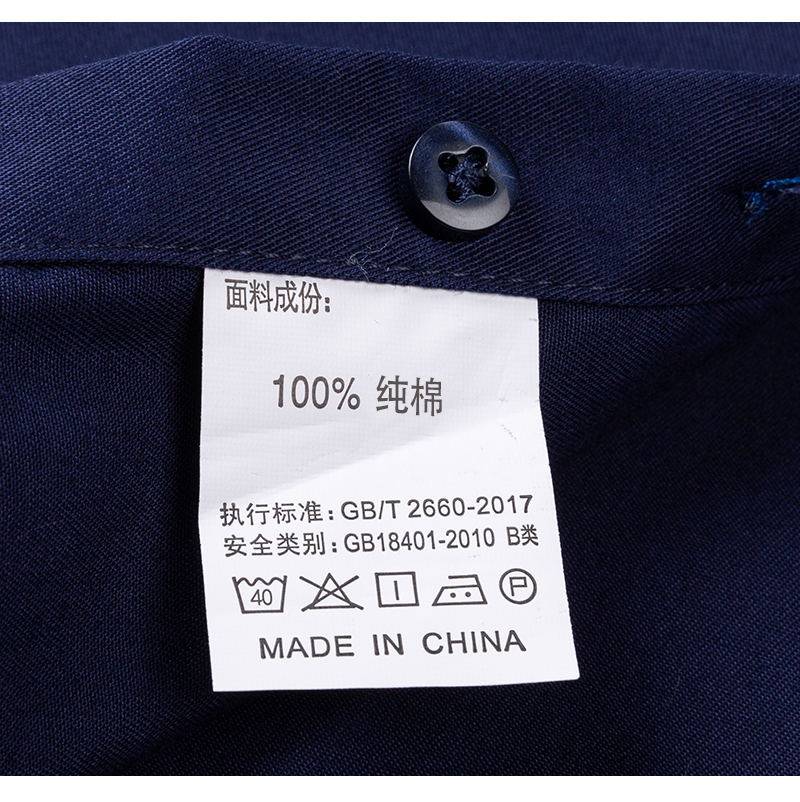 面料成份:
100% 纯棉
执行标准:GB/T 2660-2017
安全类别:GB18401-2010 B类
40 P
MADE IN CHINA